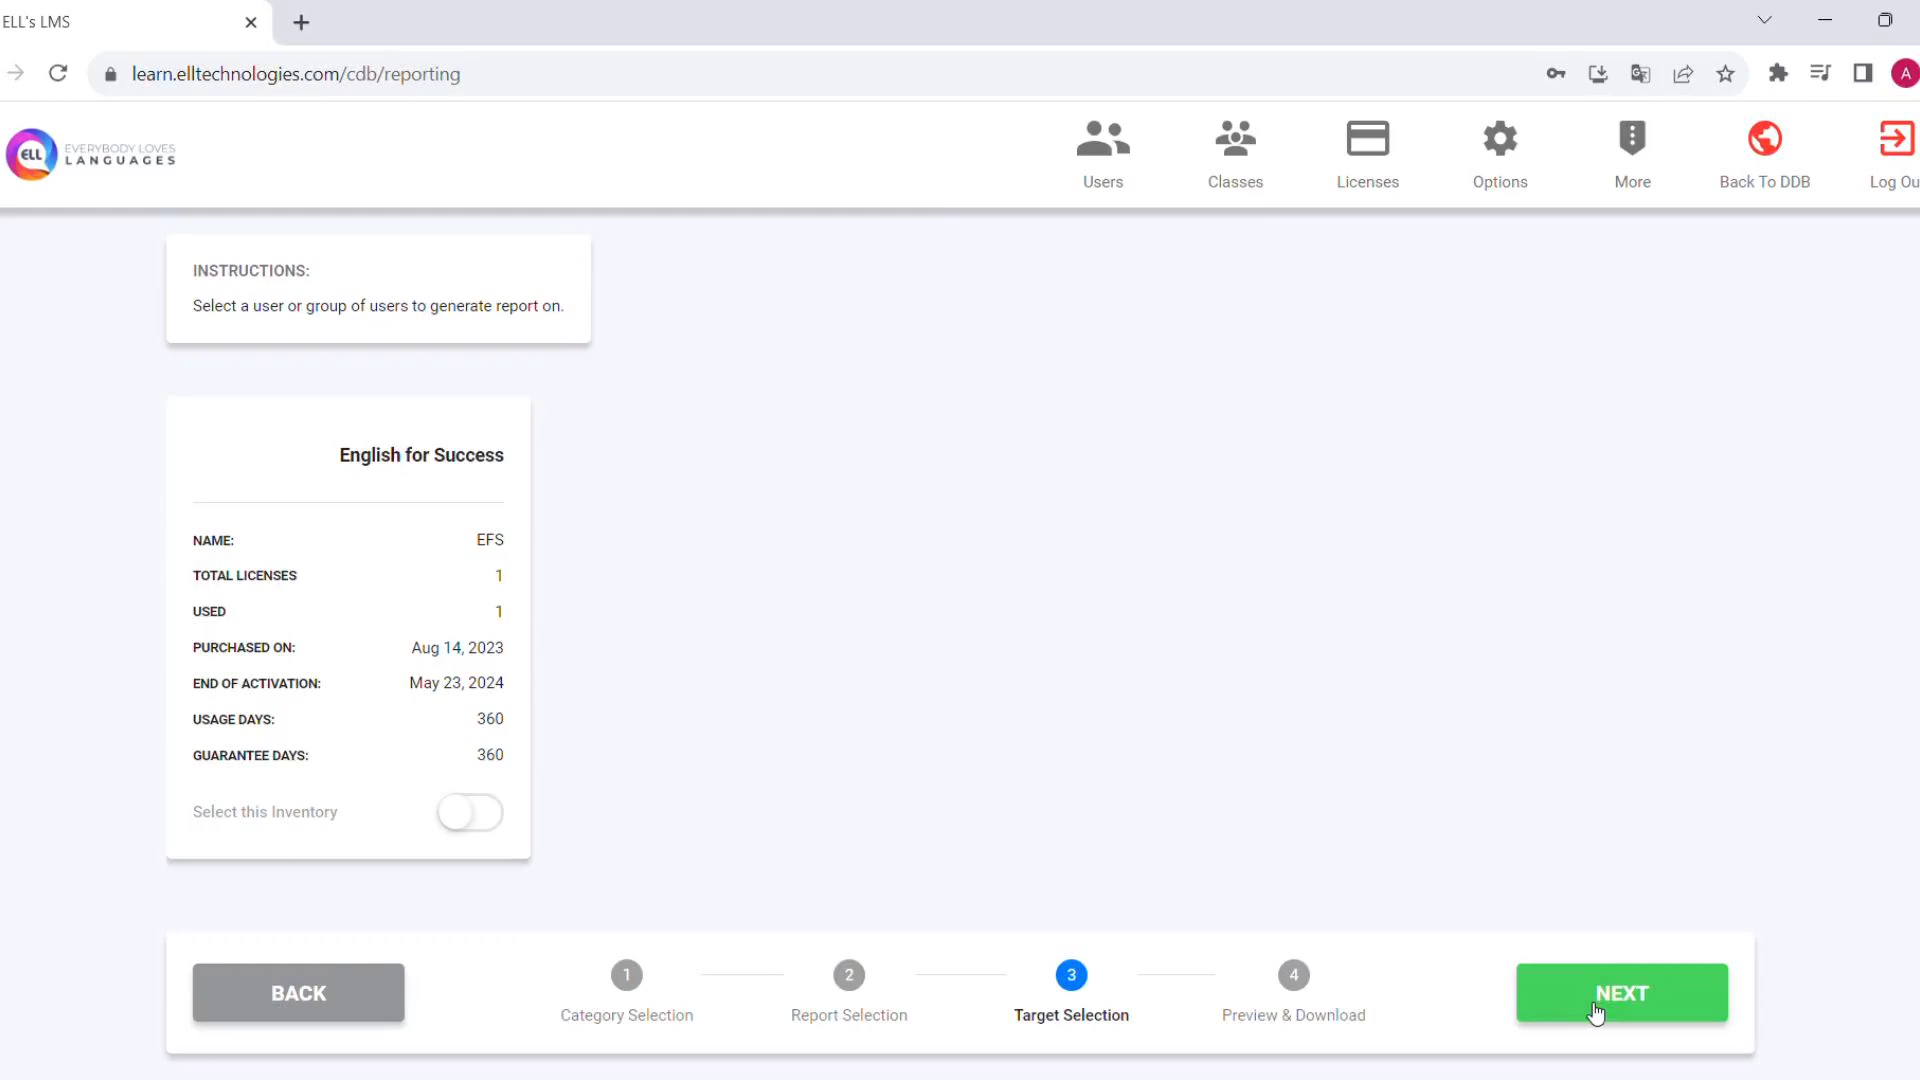 ELL's LMS
learn.elltechnologies.com/cdb/reporting
A
ELL
EVERYBODY LOVES
LANGUAGES
Users
Classes
Licenses
Options
More
Back To DDB
Log Ou
INSTRUCTIONS:
Select a user or group of users to generate report on.
English for Success
NAME: EFS
TOTAL LICENSES 1
USED 1
PURCHASED ON: Aug 14, 2023
END OF ACTIVATION: May 23, 2024
USAGE DAYS: 360
GUARANTEE DAYS: 360
Select this Inventory
BACK
1
Category Selection
2
Report Selection
3
Target Selection
4
Preview & Download
NEXT